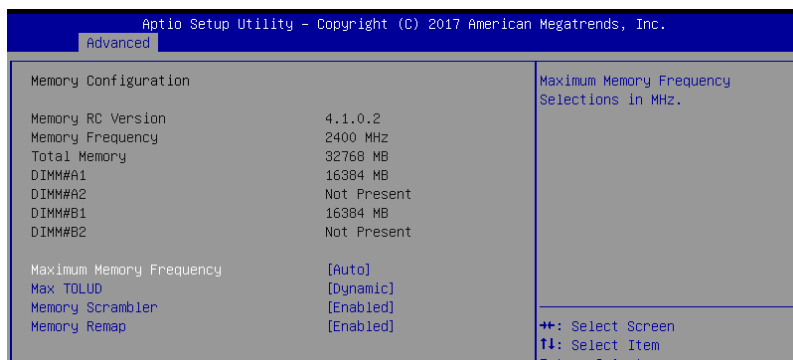 Aptio Setup Utility – Copyright (C) 2017 American Megatrends, Inc.
Advanced
Memory Configuration
Memory RC Version 4.1.0.2
Memory Frequency 2400 MHz
Total Memory 32768 MB
DIMM#A1 16384 MB
DIMM#A2 Not Present
DIMM#B1 16384 MB
DIMM#B2 Not Present
Maximum Memory Frequency [Auto]
Max TOLUD [Dynamic]
Memory Scrambler [Enabled]
Memory Remap [Enabled]
Maximum Memory Frequency
Selections in MHz.
→←: Select Screen
↑↓: Select Item